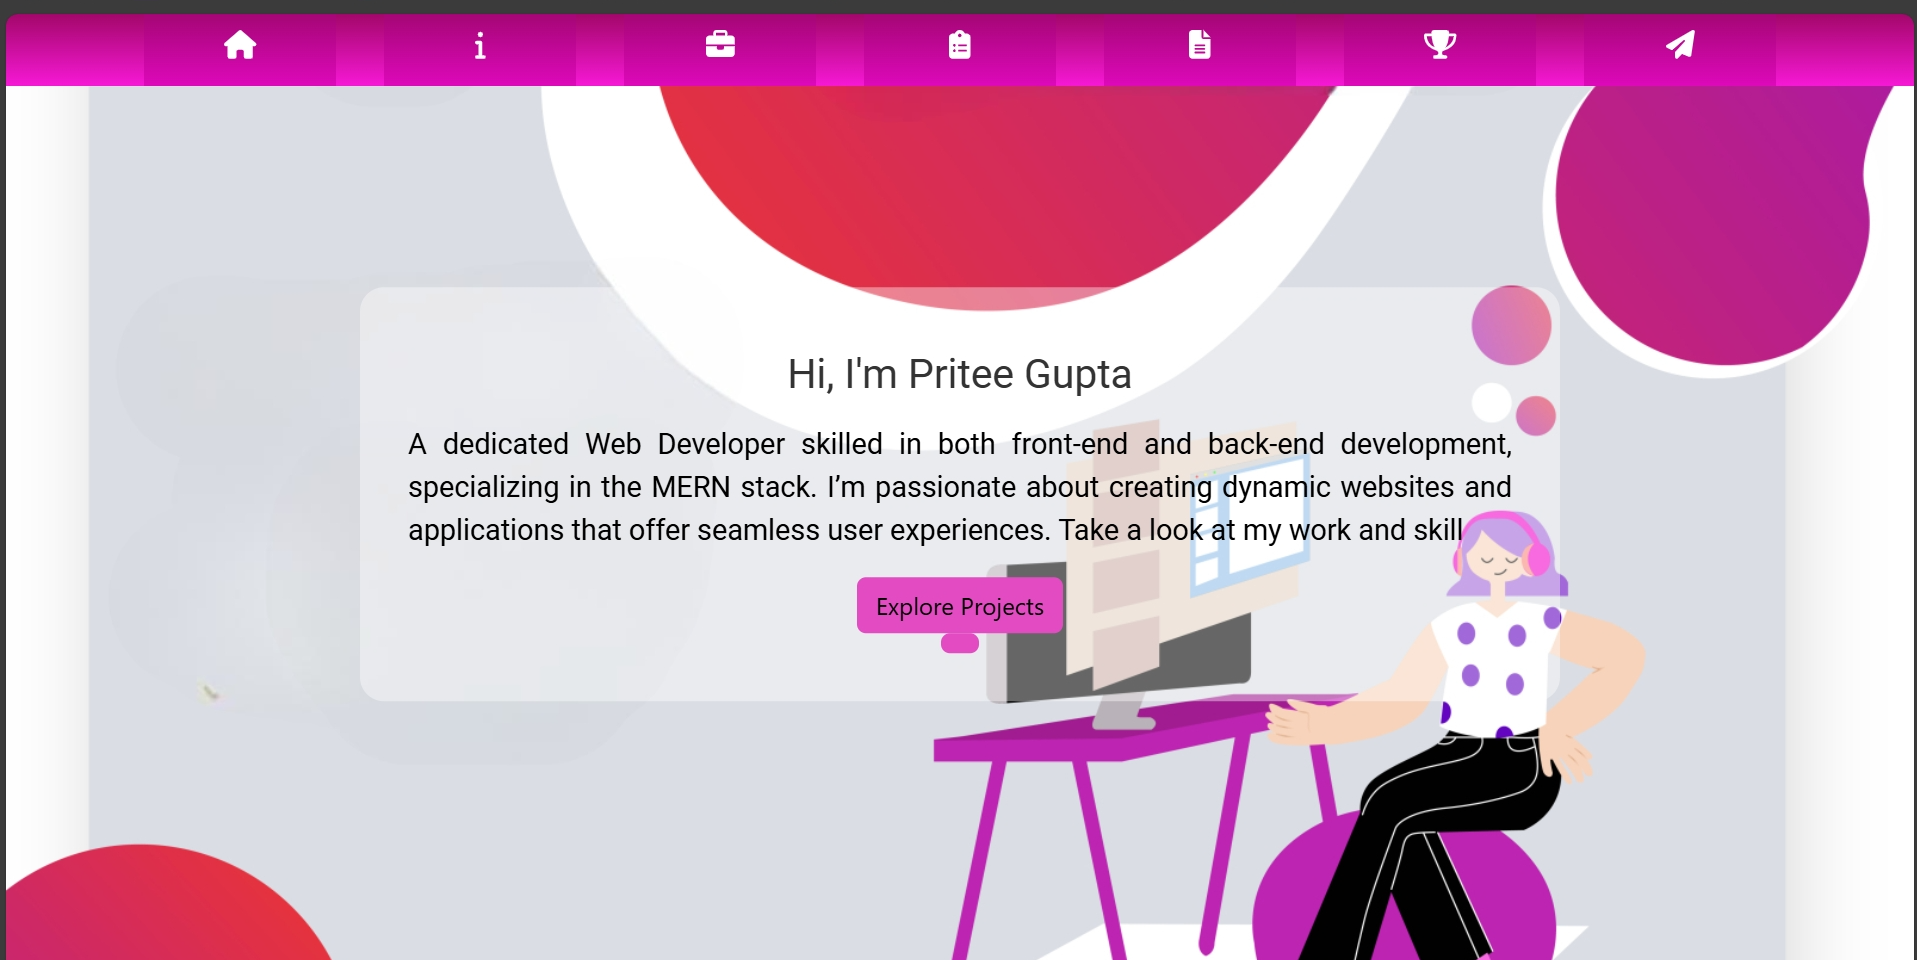 Hi, I'm Pritee Gupta
A dedicated Web Developer skilled in both front-end and back-end development,
specializing in the MERN stack. I’m passionate about creating dynamic websites and
applications that offer seamless user experiences. Take a look at my work and skill
Explore Projects